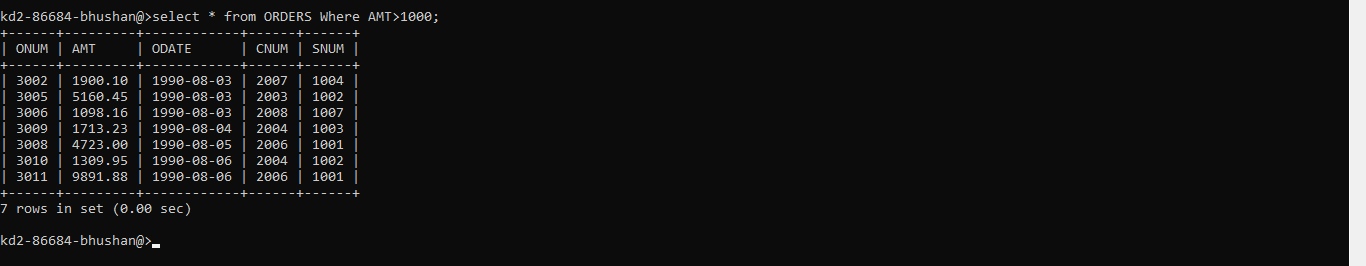 kd2-86684-bhushan@>select * from ORDERS Where AMT>1000;
+------+---------+------------+------+------+
| ONUM | AMT     | ODATE      | CNUM | SNUM |
+------+---------+------------+------+------+
| 3002 | 1900.10 | 1990-08-03 | 2007 | 1004 |
| 3005 | 5160.45 | 1990-08-03 | 2003 | 1002 |
| 3006 | 1098.16 | 1990-08-03 | 2008 | 1007 |
| 3009 | 1713.23 | 1990-08-04 | 2004 | 1003 |
| 3008 | 4723.00 | 1990-08-05 | 2006 | 1001 |
| 3010 | 1309.95 | 1990-08-06 | 2004 | 1002 |
| 3011 | 9891.88 | 1990-08-06 | 2006 | 1001 |
+------+---------+------------+------+------+
7 rows in set (0.00 sec)
kd2-86684-bhushan@>